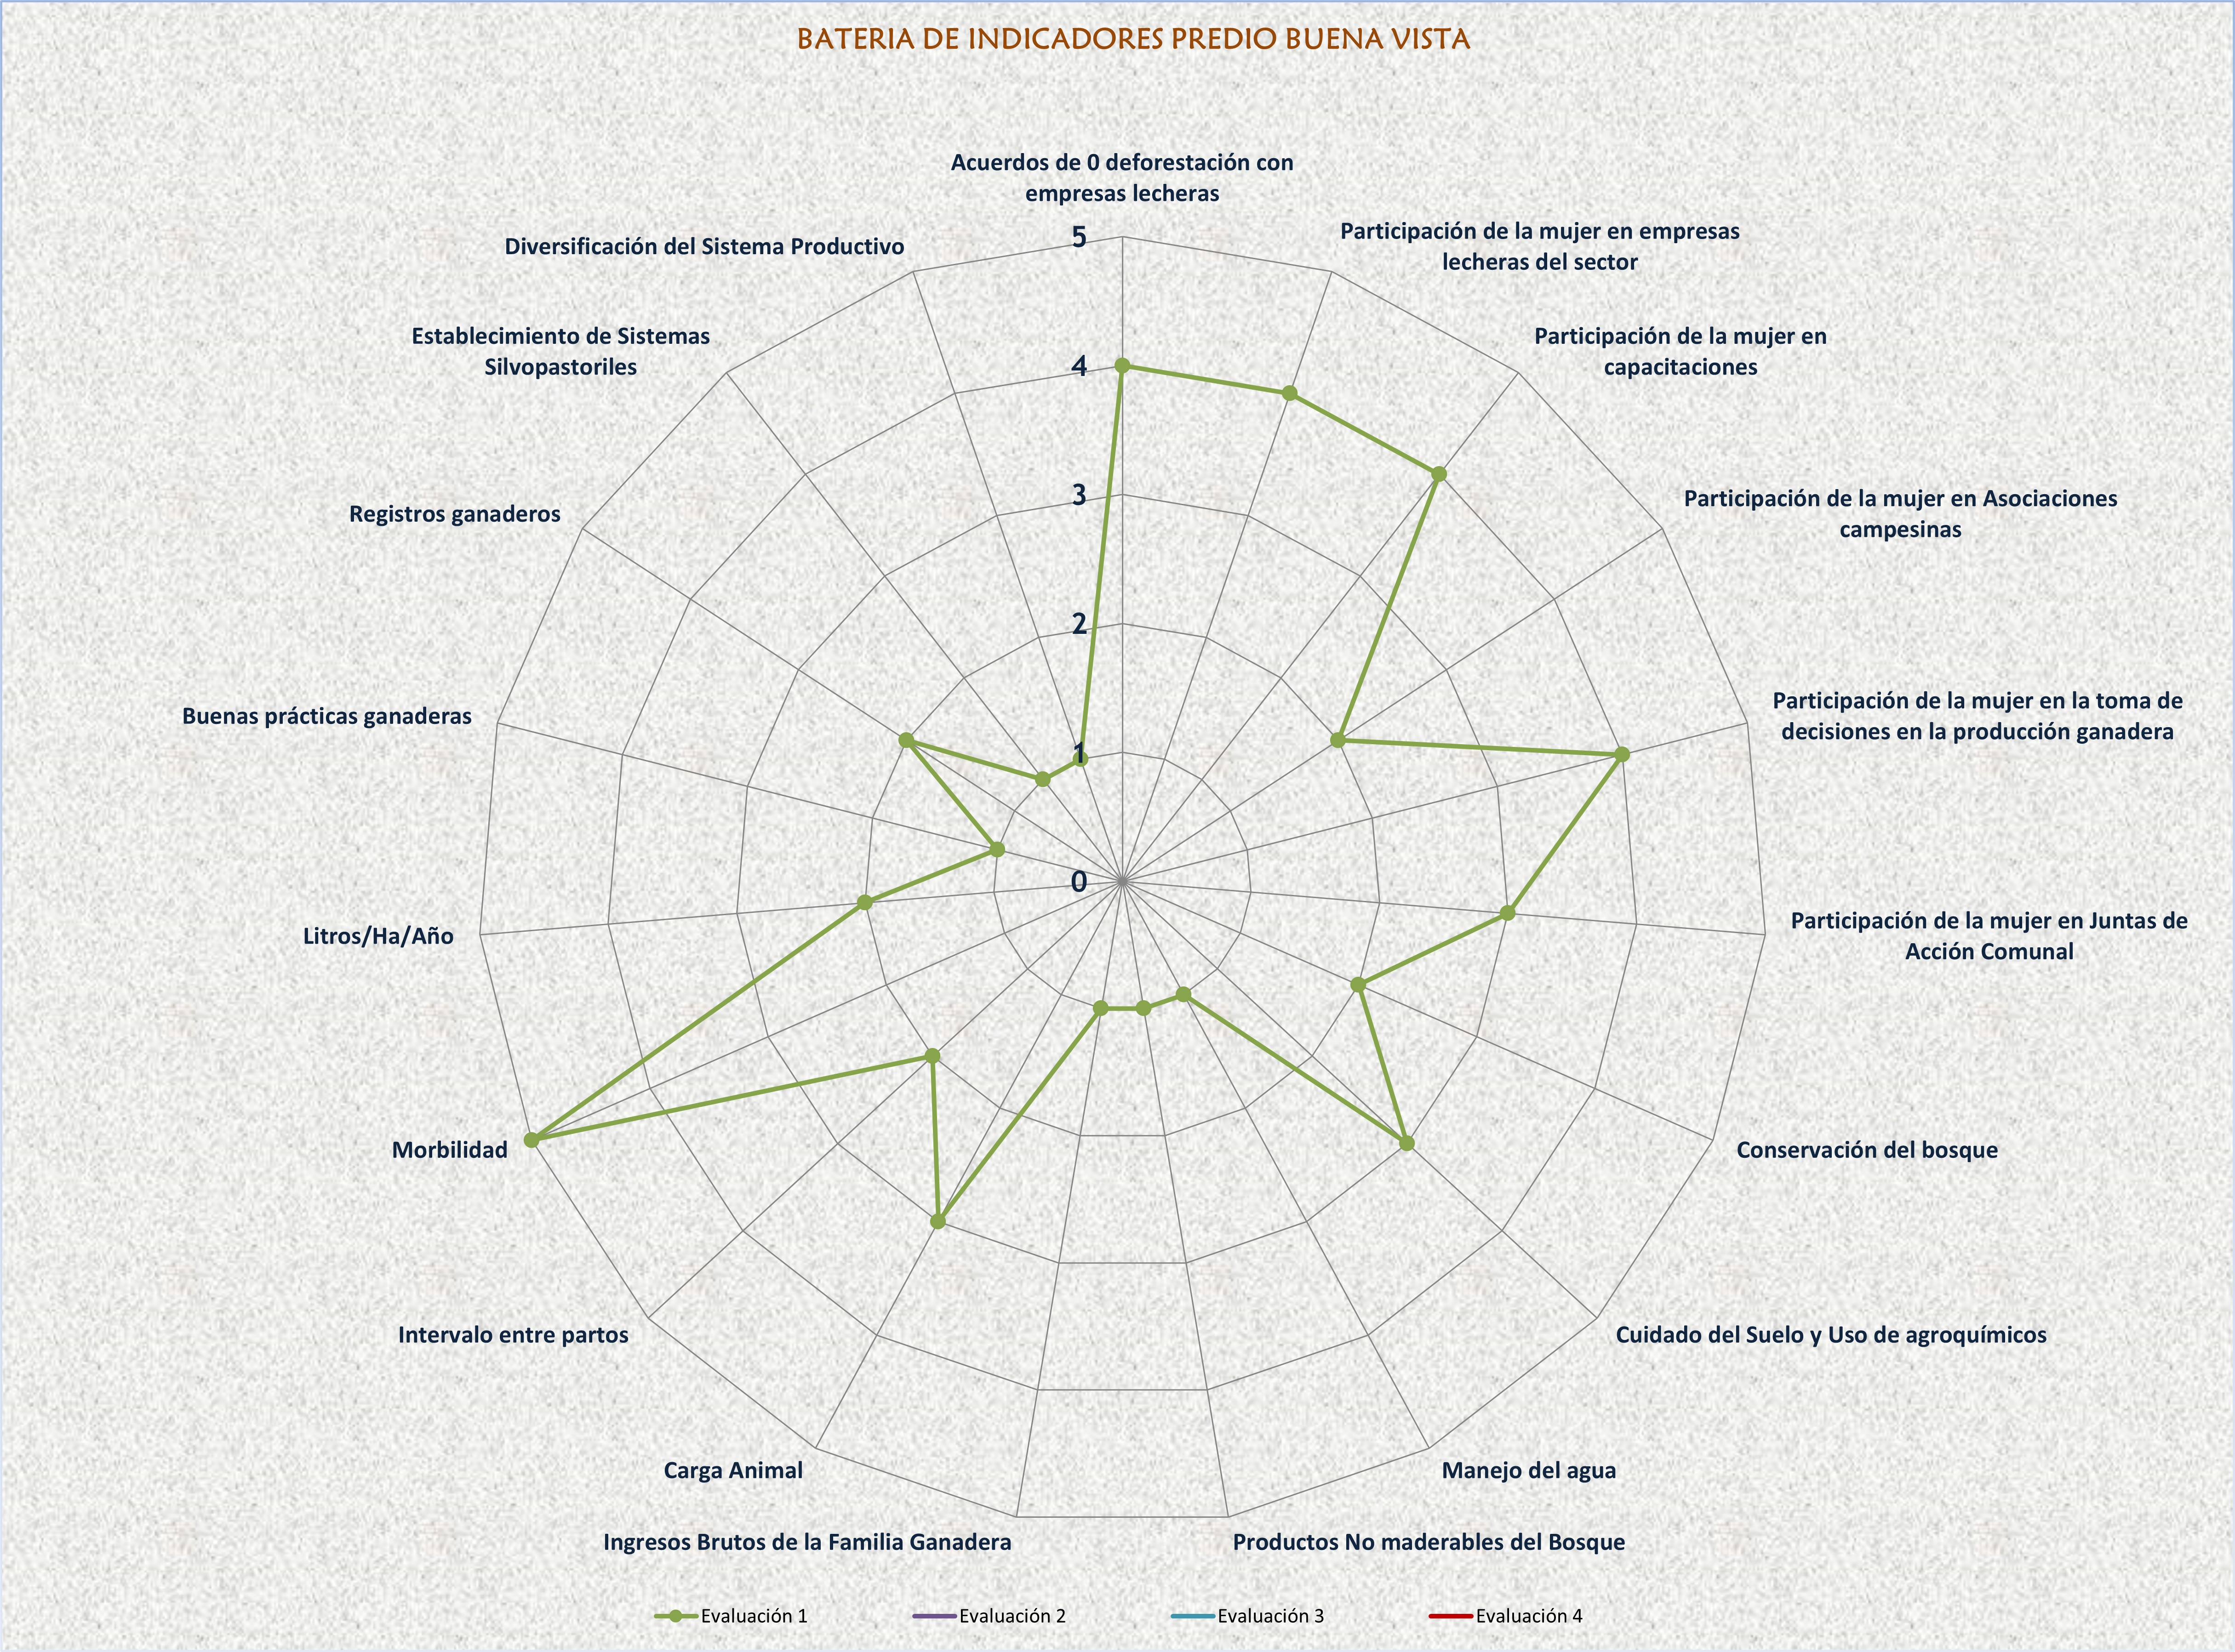 BATERIA DE INDICADORES PREDIO BUENA VISTA
Acuerdos de 0 deforestación con
empresas lecheras
Participación de la mujer en empresas
lecheras del sector
Participación de la mujer en
capacitaciones
Participación de la mujer en Asociaciones
campesinas
Participación de la mujer en la toma de
decisiones en la producción ganadera
Participación de la mujer en Juntas de
Acción Comunal
Conservación del bosque
Cuidado del Suelo y Uso de agroquímicos
Manejo del agua
Productos No maderables del Bosque
Ingresos Brutos de la Familia Ganadera
Carga Animal
Intervalo entre partos
Morbilidad
Litros/Ha/Año
Buenas prácticas ganaderas
Registros ganaderos
Establecimiento de Sistemas
Silvopastoriles
Diversificación del Sistema Productivo
5
4
3
2
1
0
Evaluación 1
Evaluación 2
Evaluación 3
Evaluación 4